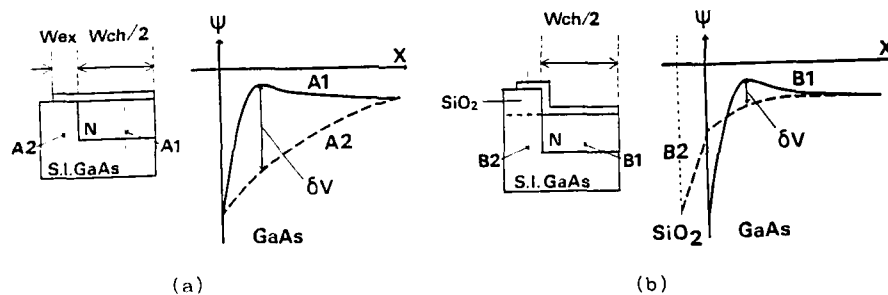 (a)
Wex Wch/2
A2
N
A1
S.I.GaAs
Ψ
X
A1
A2
δV
GaAs
(a)
(b)
Wch/2
SiO₂
N
B2
B1
S.I.GaAs
Ψ
X
B1
B2
δV
SiO₂
GaAs
(b)